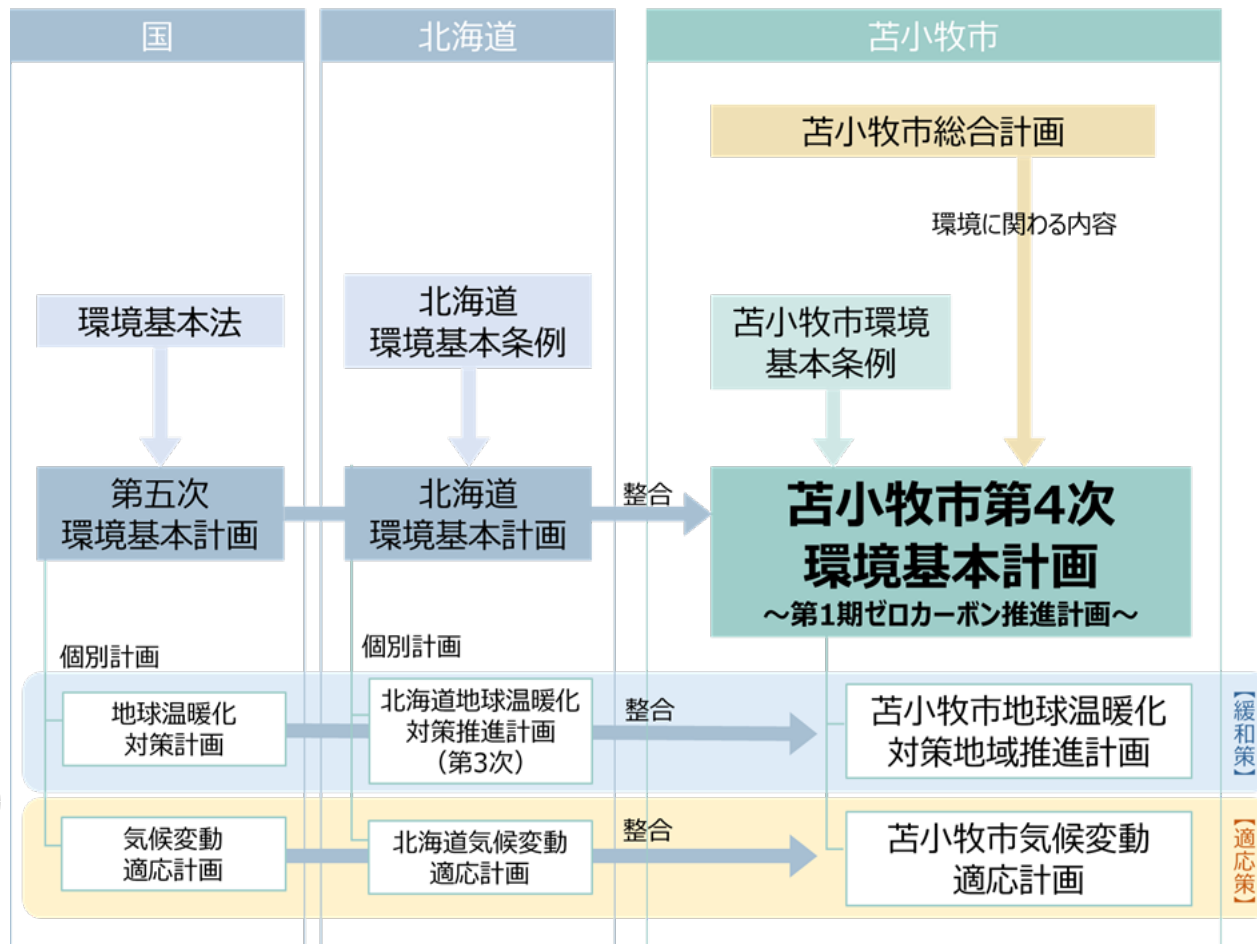 国
北海道
苫小牧市
苫小牧市総合計画
環境に関わる内容
環境基本法
北海道
環境基本条例
苫小牧市環境
基本条例
第五次
環境基本計画
北海道
環境基本計画
整合
苫小牧市第4次
環境基本計画
～第1期ゼロカーボン推進計画～
個別計画
個別計画
地球温暖化
対策計画
北海道地球温暖化
対策推進計画
（第3次）
整合
苫小牧市地球温暖化
対策地域推進計画
【緩和策】
気候変動
適応計画
北海道気候変動
適応計画
整合
苫小牧市気候変動
適応計画
【適応策】